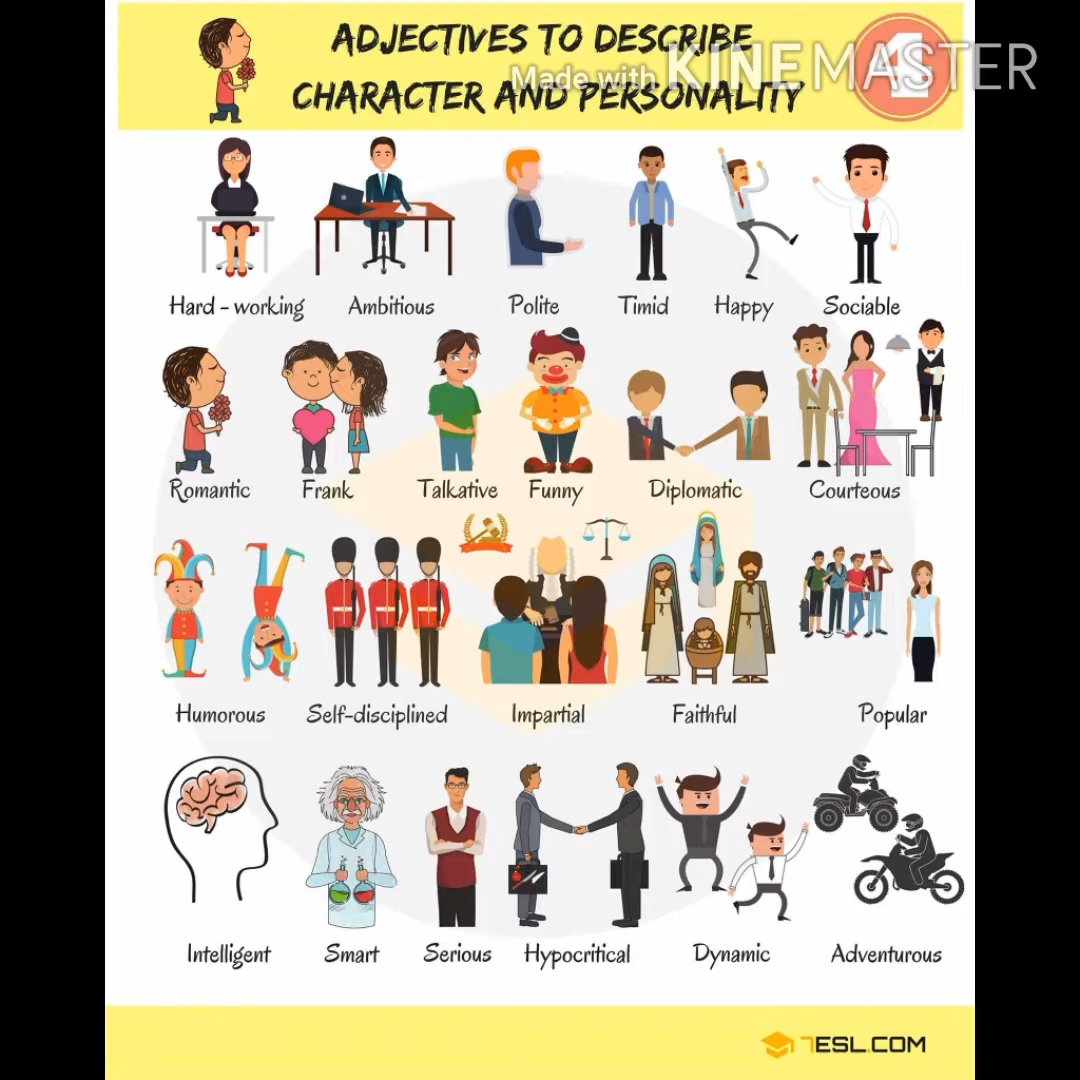 ADJECTIVES TO DESCRIBE
CHARACTER AND PERSONALITY
1
Made with KINEMASTER
Hard - working Ambitious Polite Timid Happy Sociable
Romantic Frank Talkative Funny Diplomatic Courteous
Humorous Self-disciplined Impartial Faithful Popular
Intelligent Smart Serious Hypocritical Dynamic Adventurous
7ESL.COM